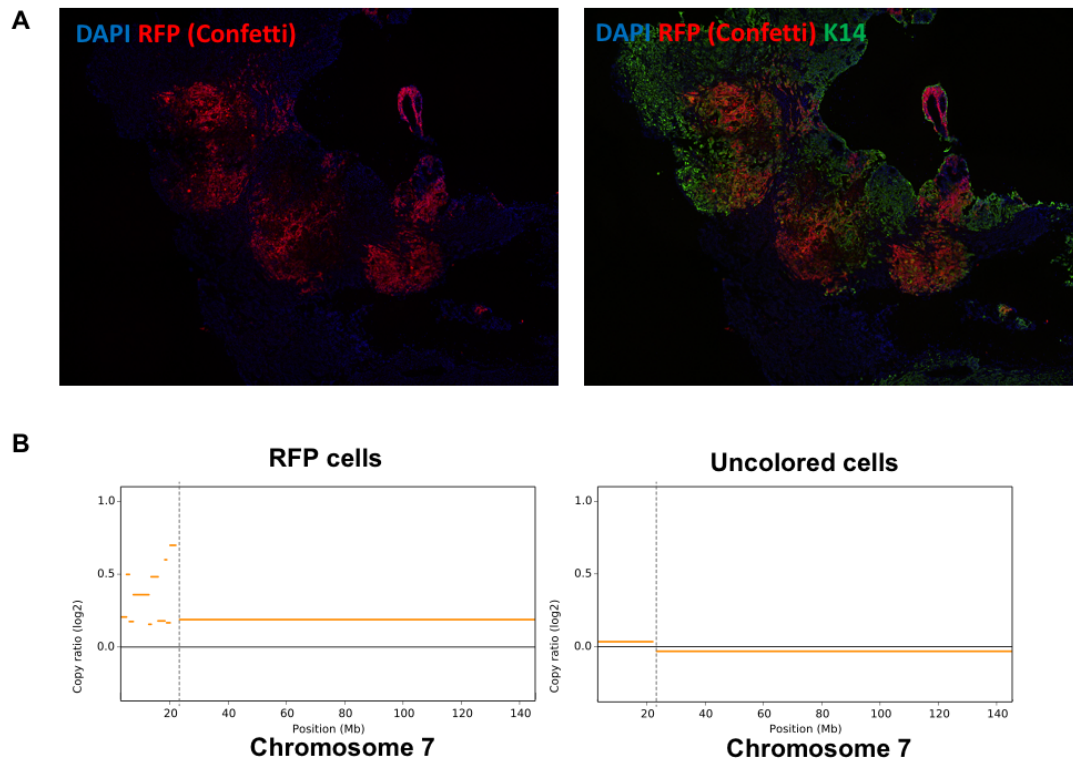 A
DAPI RFP (Confetti)
DAPI RFP (Confetti) K14
B
RFP cells
Uncolored cells
1.0
0.5
0.0
Copy ratio (log2)
20 40 60 80 100 120 140
Position (Mb)
Chromosome 7
1.0
0.5
0.0
Copy ratio (log2)
20 40 60 80 100 120 140
Position (Mb)
Chromosome 7